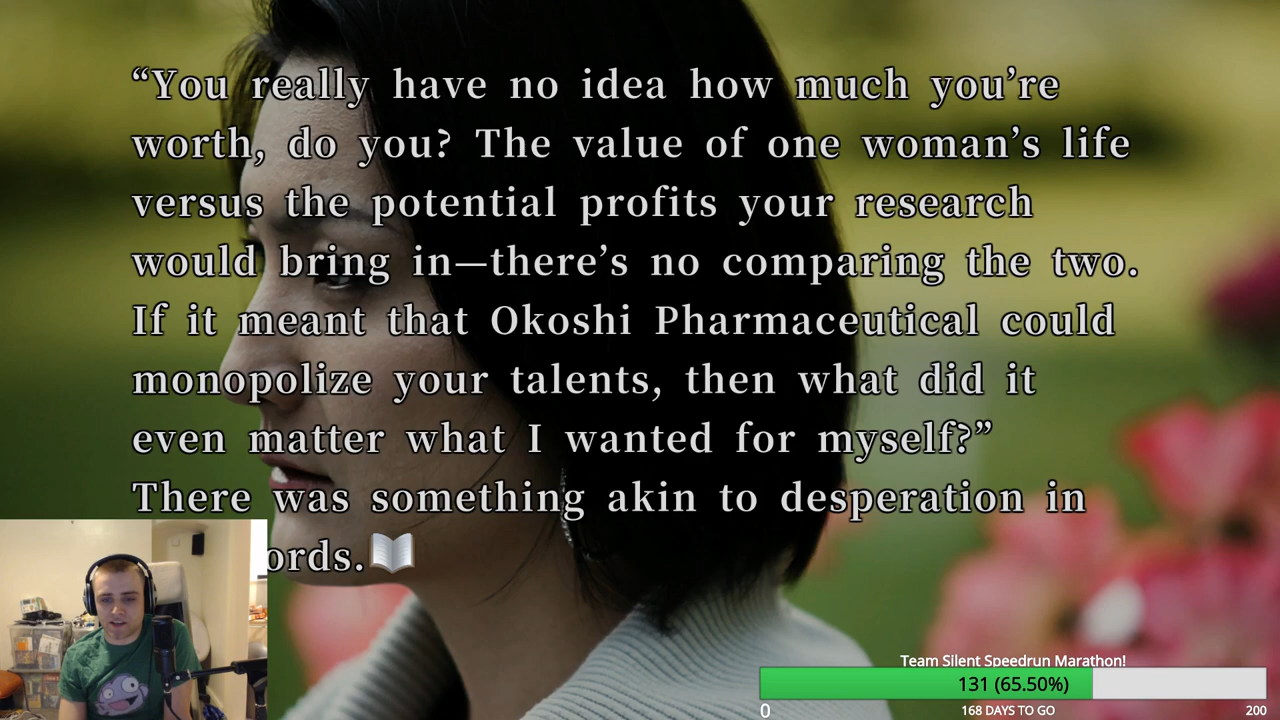 “You really have no idea how much you’re
worth, do you? The value of one woman’s life
versus the potential profits your research
would bring in—there’s no comparing the two.
If it meant that Okoshi Pharmaceutical could
monopolize your talents, then what did it
even matter what I wanted for myself?”
There was something akin to desperation in
ords.
Team Silent Speedrun Marathon!
131 (65.50%)
0 168 DAYS TO GO 200